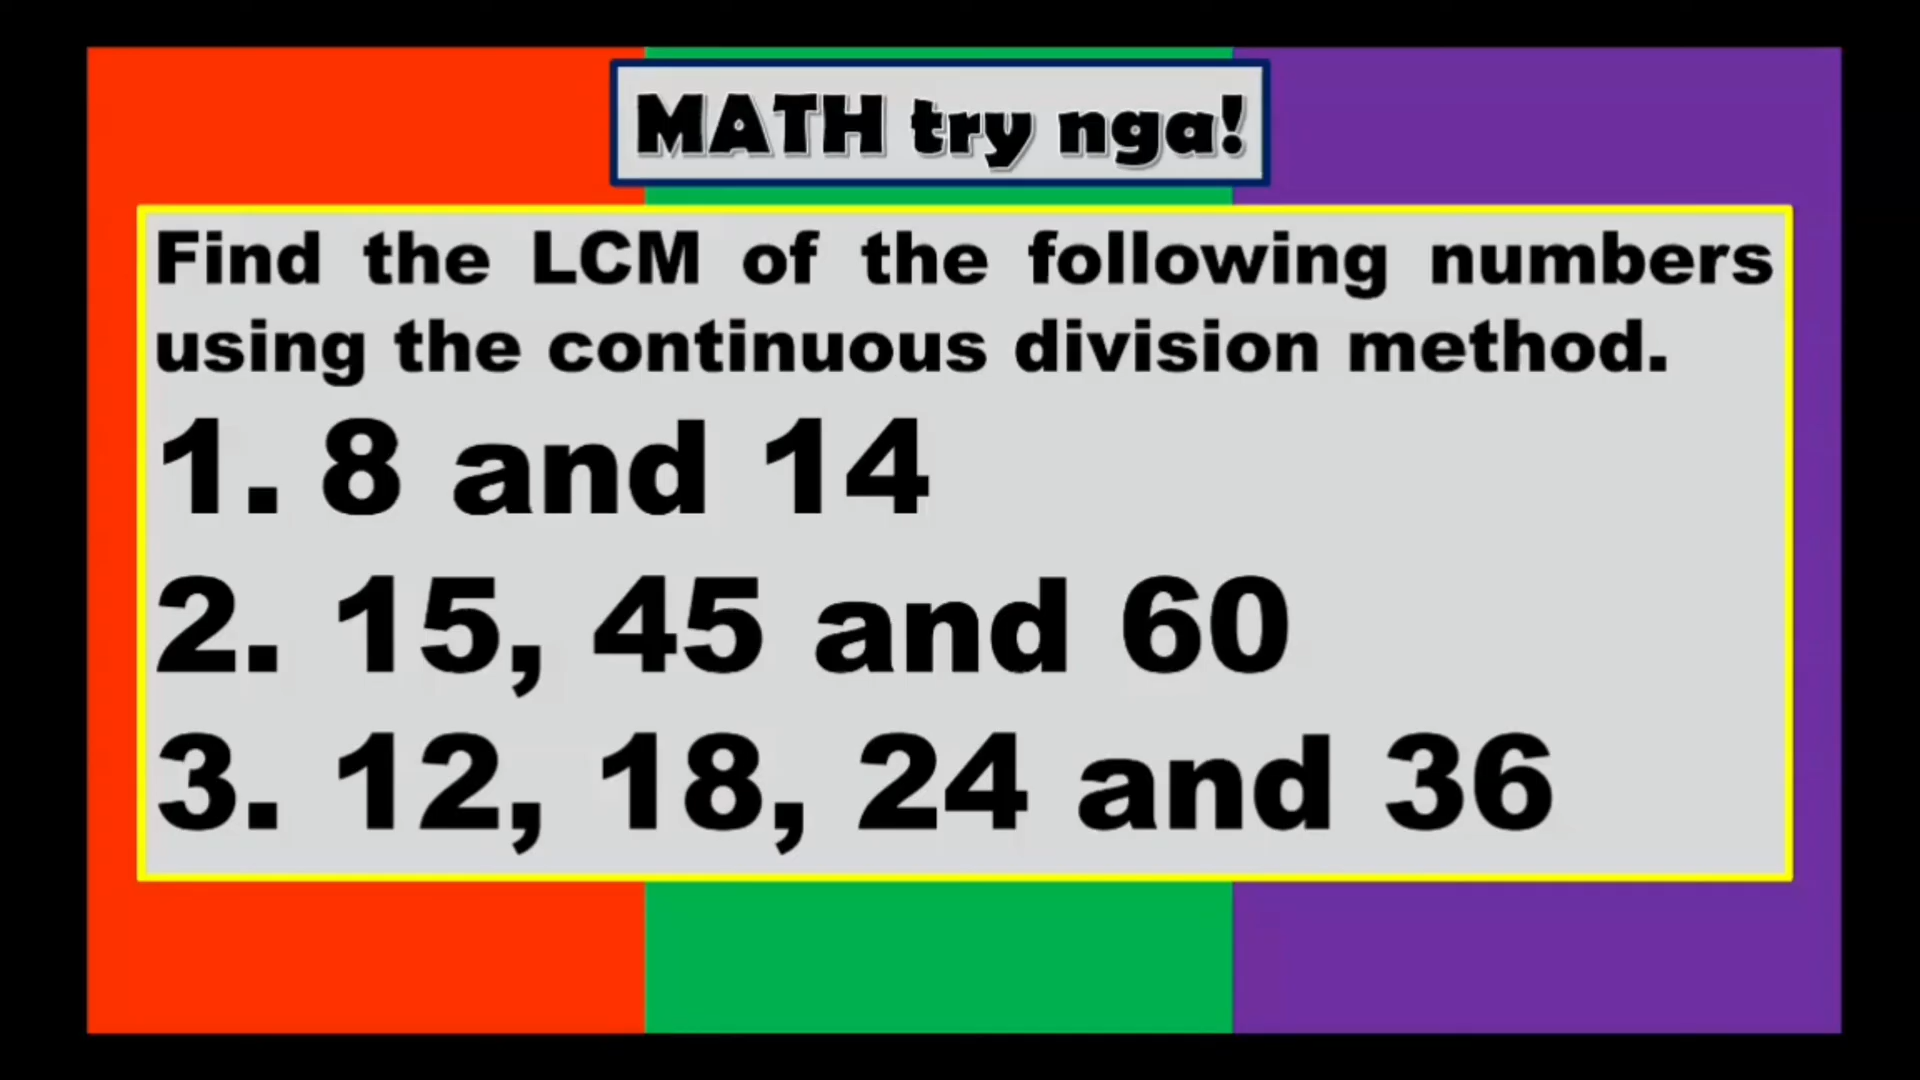 MATH try nga!
Find the LCM of the following numbers
using the continuous division method.
1. 8 and 14
2. 15, 45 and 60
3. 12, 18, 24 and 36